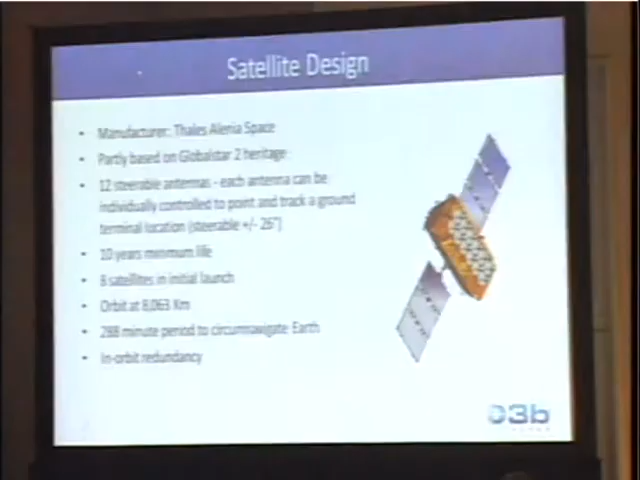 Satellite Design
• Manufacturer: Thales Alenia Space
• Partly based on Globalstar 2 heritage
• 12 steerable antennas - each antenna can be
individually controlled to point and track a ground
terminal location (steerable +/- 26°)
• 10 years minimum life
• 8 satellites in initial launch
• Orbit at 8,063 Km
• 288 minute period to circumnavigate Earth
• In-orbit redundancy
O3b